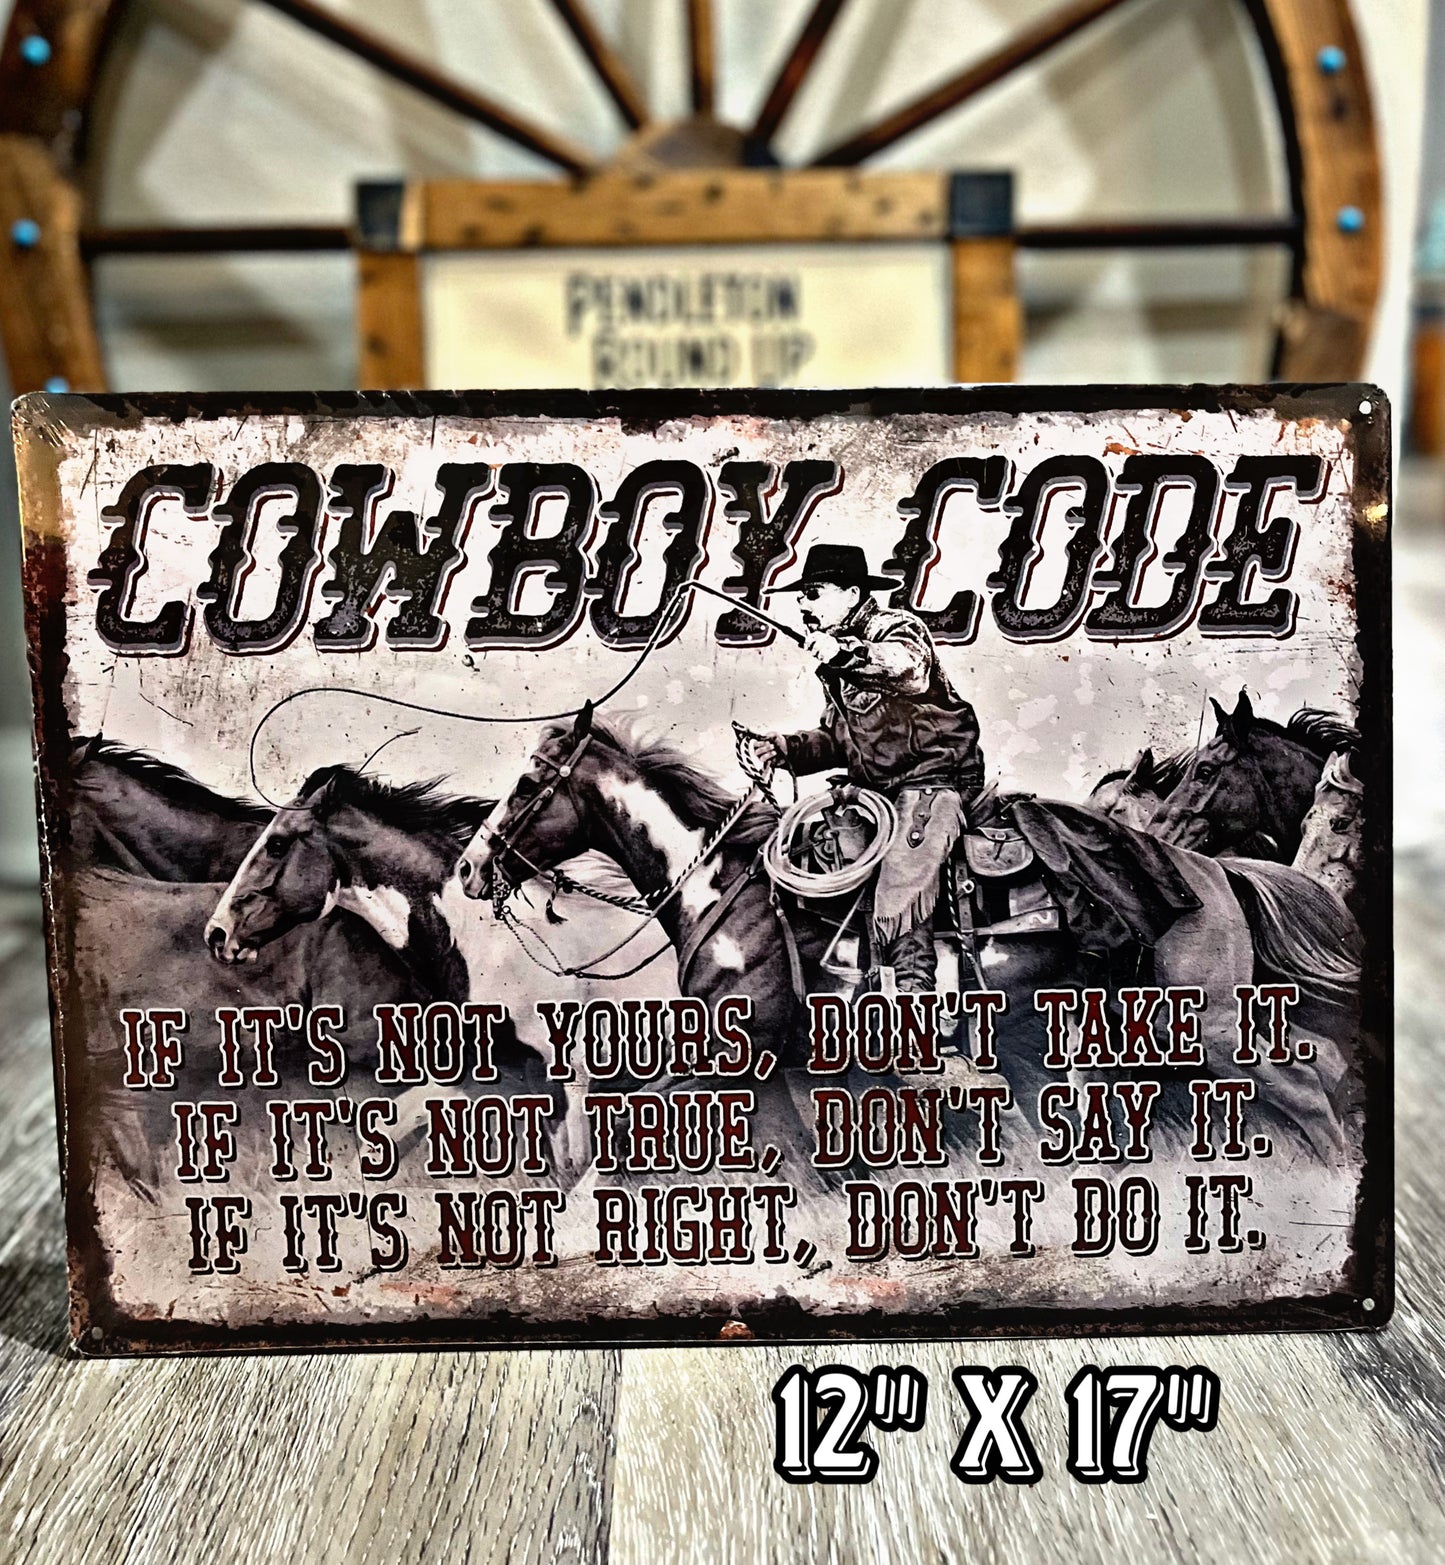 PENDLETON
ROUND UP
COWBOY CODE
IF IT'S NOT YOURS, DON'T TAKE IT.
IF IT'S NOT TRUE, DON'T SAY IT.
IF IT'S NOT RIGHT, DON'T DO IT.
12" X 17"